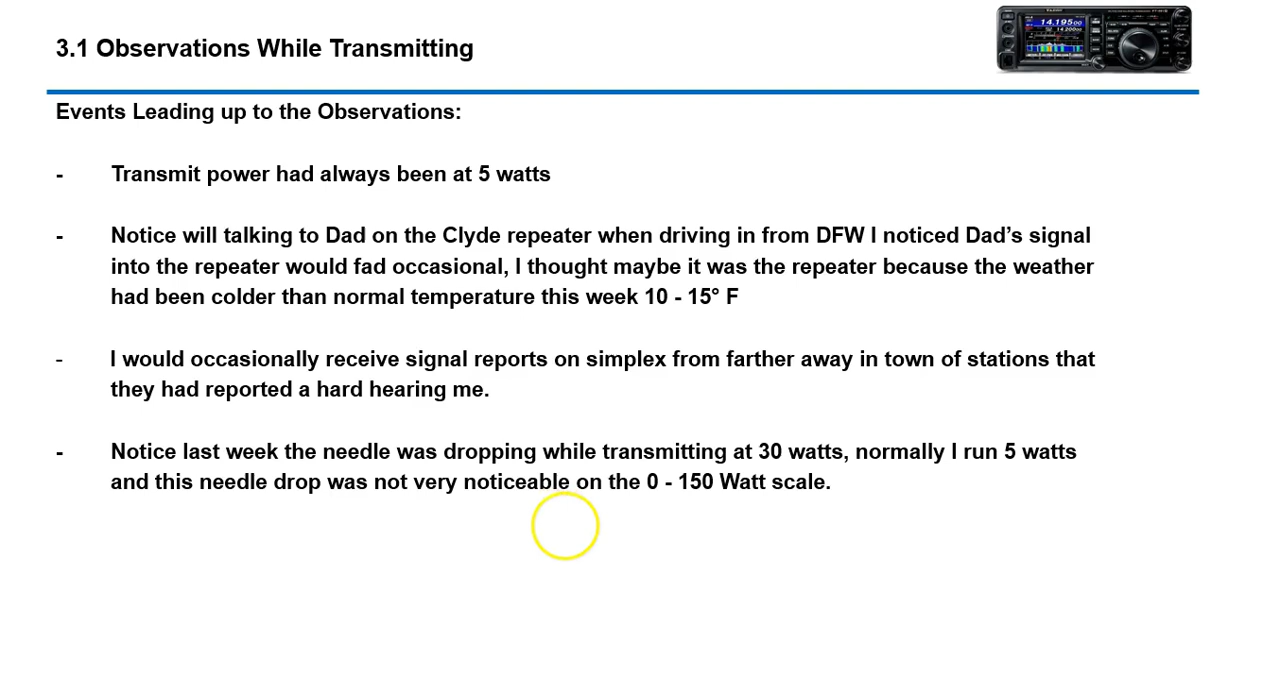 3.1 Observations While Transmitting
14.195.00
Events Leading up to the Observations:
- Transmit power had always been at 5 watts
- Notice will talking to Dad on the Clyde repeater when driving in from DFW I noticed Dad's signal
into the repeater would fad occasional, I thought maybe it was the repeater because the weather
had been colder than normal temperature this week 10 - 15° F
- I would occasionally receive signal reports on simplex from farther away in town of stations that
they had reported a hard hearing me.
- Notice last week the needle was dropping while transmitting at 30 watts, normally I run 5 watts
and this needle drop was not very noticeable on the 0 - 150 Watt scale.